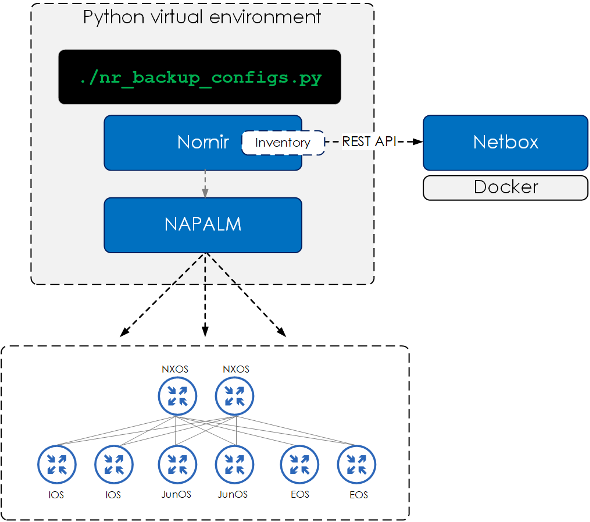 Python virtual environment
./nr_backup_configs.py
Nornir
Inventory
REST API
Netbox
Docker
NAPALM
NXOS
NXOS
IOS
IOS
JunOS
JunOS
EOS
EOS